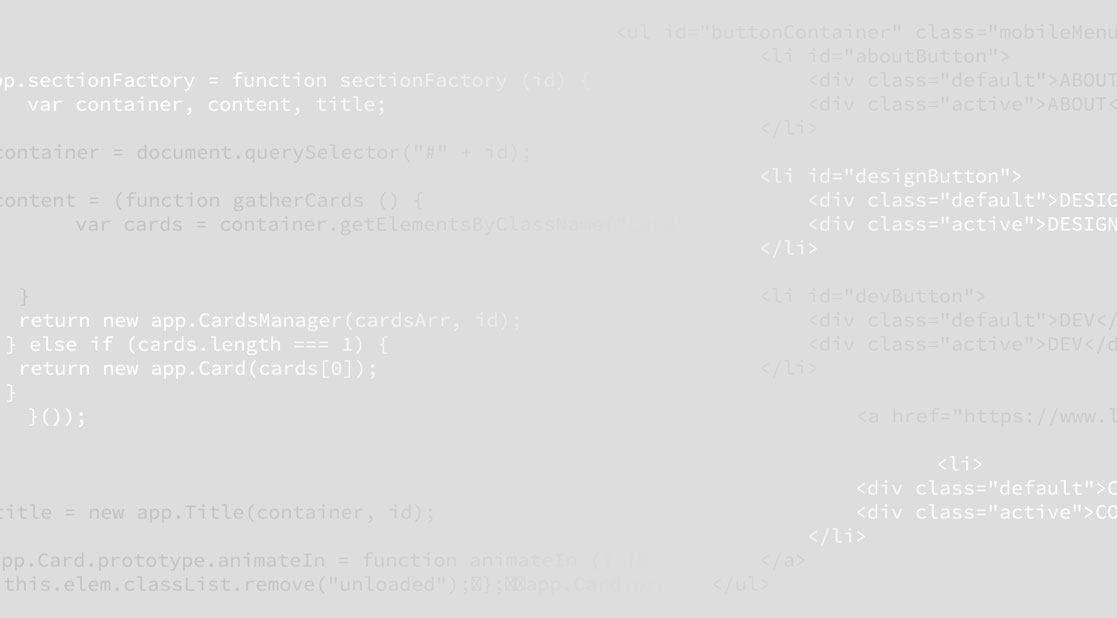 pp.sectionFactory = function sectionFactory (id) {
var container, content, title;
container = document.querySelector("#" + id);
content = (function gatherCards () {
var cards = container.getElementsByClassName("card
}
return new app.CardsManager(cardsArr, id);
} else if (cards.length === 1) {
return new app.Card(cards[0]);
}
}());
title = new app.Title(container, id);
pp.Card.prototype.animateIn = function animateIn
this.elem.classList.remove("unloaded"); }; app.Card
<ul id="buttonContainer" class="mobileMenu
<li id="aboutButton">
<div class="default">ABOUT
<div class="active">ABOUT<
</li>
<li id="designButton">
<div class="default">DESIG
<div class="active">DESIGN
</li>
<li id="devButton">
<div class="default">DEV</
<div class="active">DEV</d
</li>
<a href="https://www.l
<li>
<div class="default">C
<div class="active">CO
</li>
</a>
</ul>